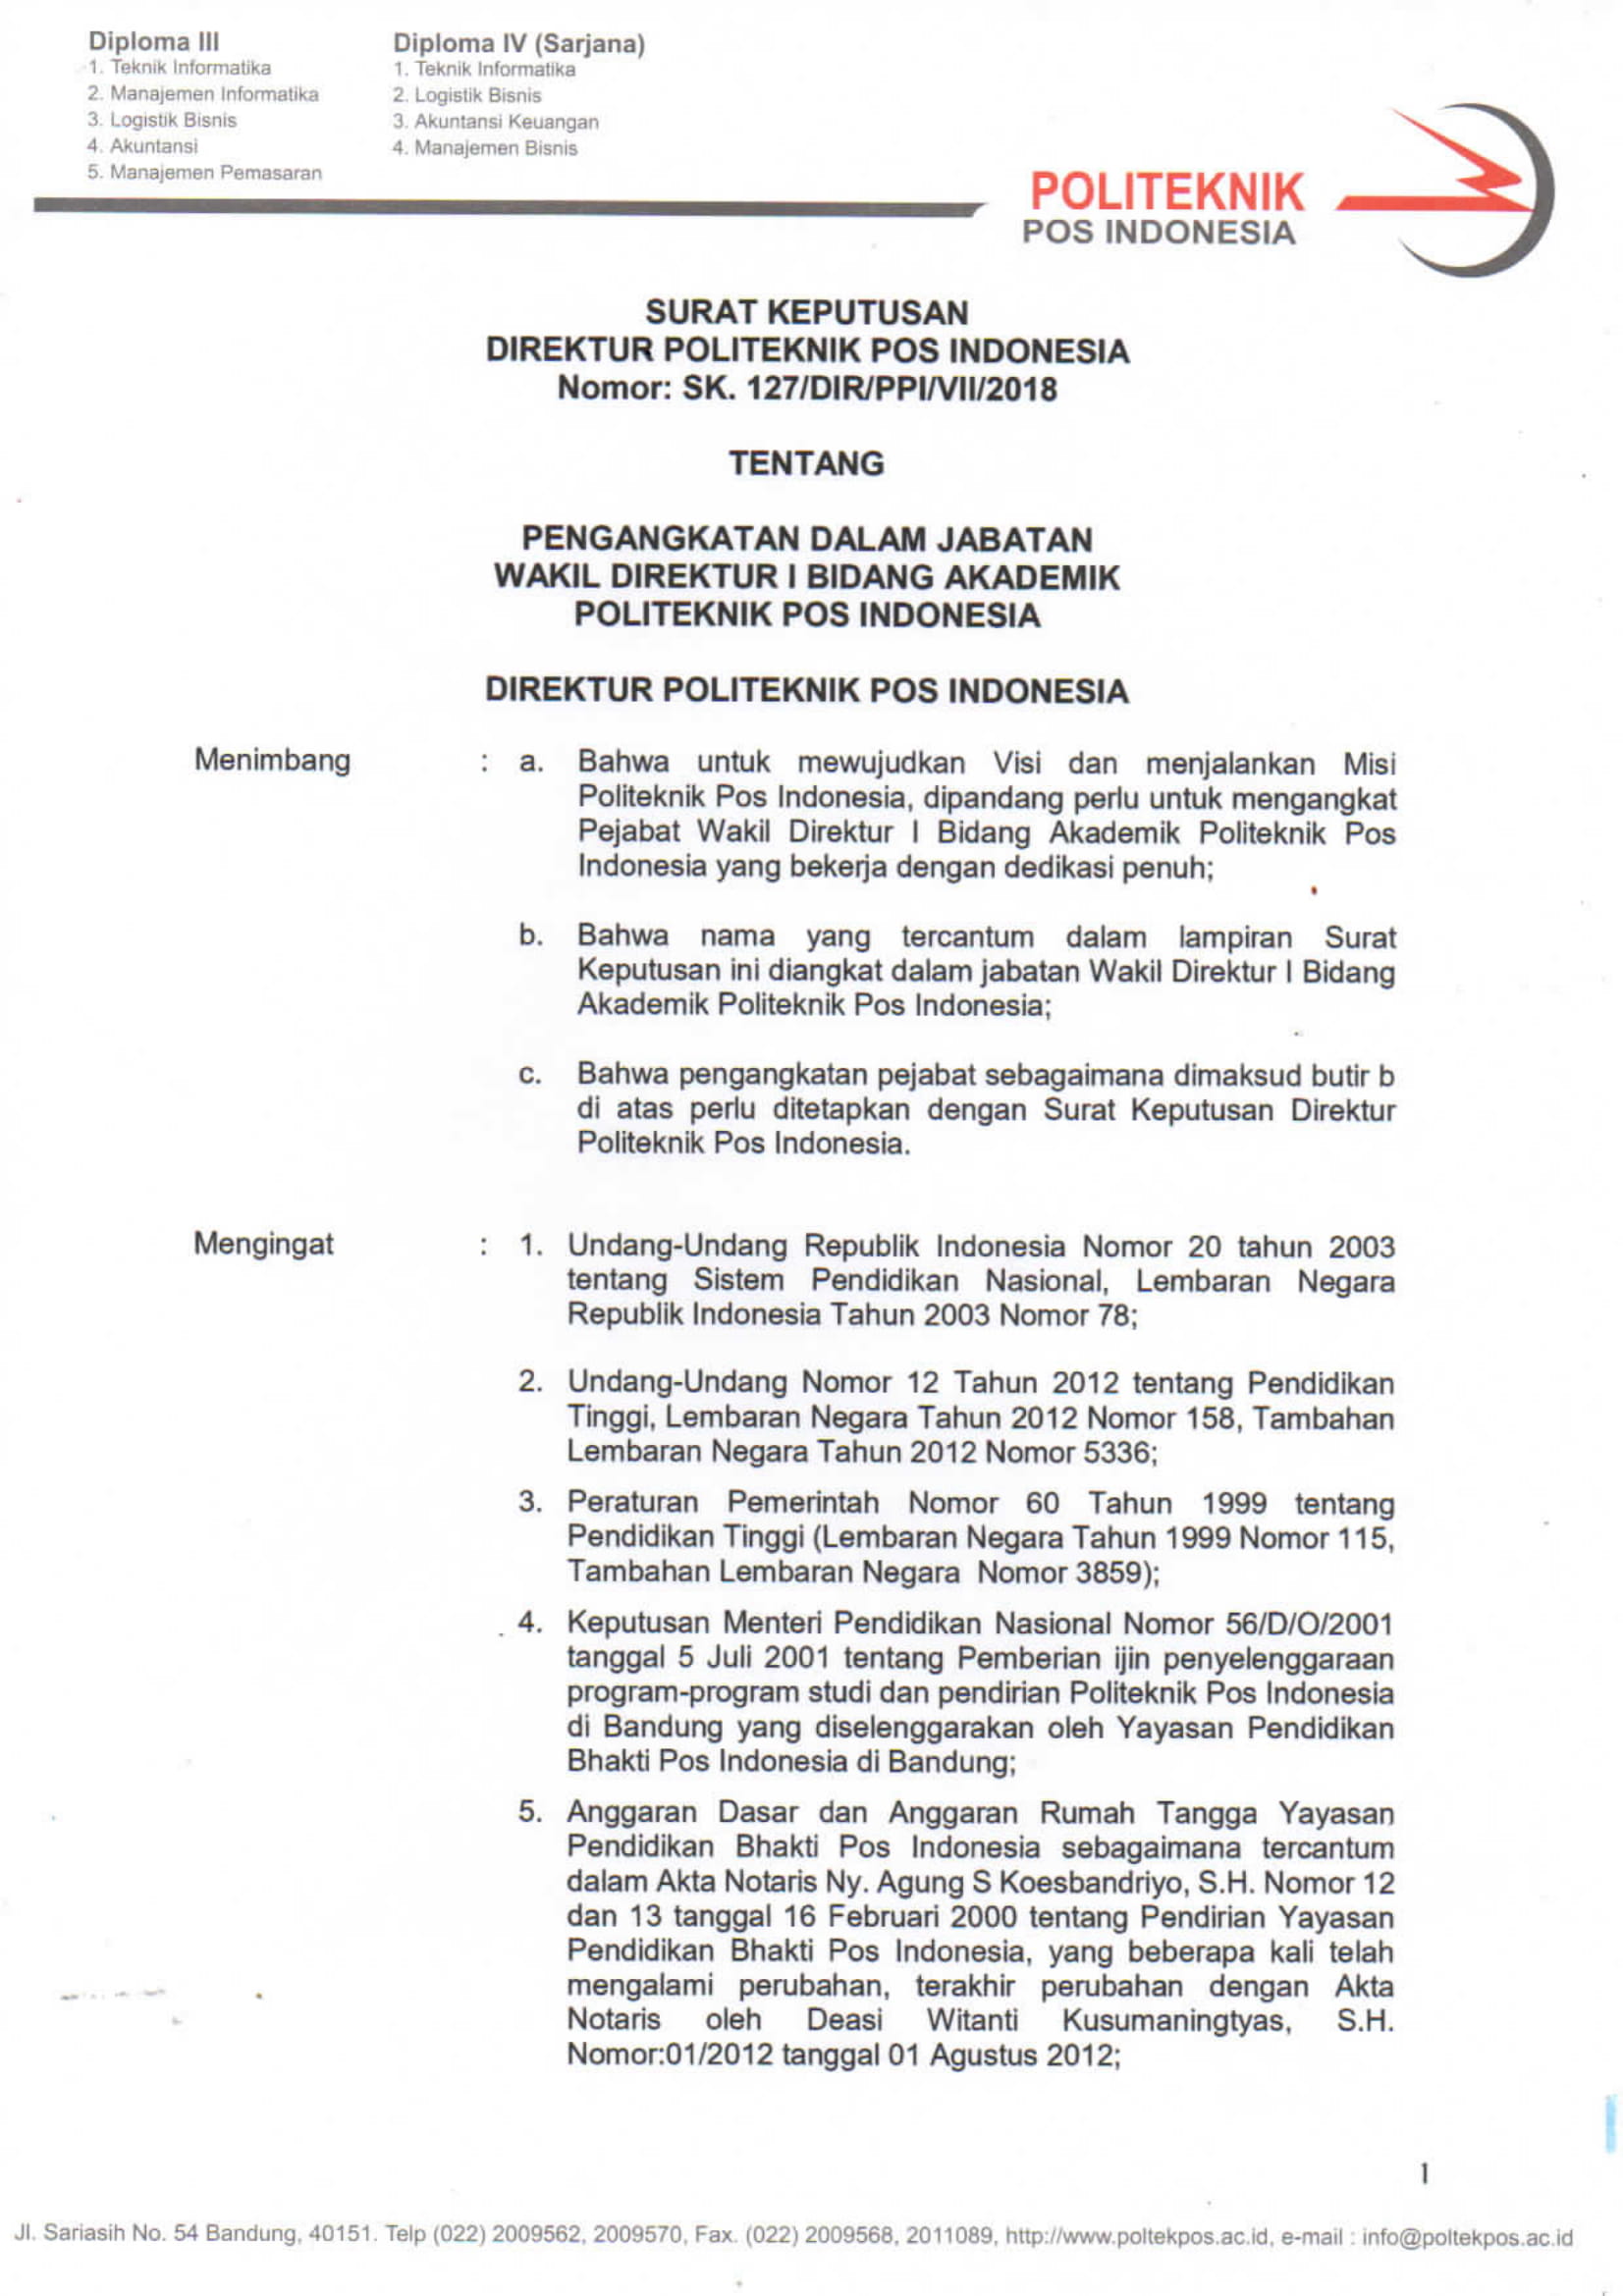 Diploma III
1. Teknik Informatika
2. Manajemen Informatika
3. Logistik Bisnis
4. Akuntansi
5. Manajemen Pemasaran
Diploma IV (Sarjana)
1. Teknik Informatika
2. Logistik Bisnis
3. Akuntansi Keuangan
4. Manajemen Bisnis
POLITEKNIK
POS INDONESIA
SURAT KEPUTUSAN
DIREKTUR POLITEKNIK POS INDONESIA
Nomor: SK. 127/DIR/PPI/VII/2018
TENTANG
PENGANGKATAN DALAM JABATAN
WAKIL DIREKTUR I BIDANG AKADEMIK
POLITEKNIK POS INDONESIA
DIREKTUR POLITEKNIK POS INDONESIA
Menimbang : a. Bahwa untuk mewujudkan Visi dan menjalankan Misi
Politeknik Pos Indonesia, dipandang perlu untuk mengangkat
Pejabat Wakil Direktur I Bidang Akademik Politeknik Pos
Indonesia yang bekerja dengan dedikasi penuh;
b. Bahwa nama yang tercantum dalam lampiran Surat
Keputusan ini diangkat dalam jabatan Wakil Direktur I Bidang
Akademik Politeknik Pos Indonesia;
c. Bahwa pengangkatan pejabat sebagaimana dimaksud butir b
di atas perlu ditetapkan dengan Surat Keputusan Direktur
Politeknik Pos Indonesia.
Mengingat : 1. Undang-Undang Republik Indonesia Nomor 20 tahun 2003
tentang Sistem Pendidikan Nasional, Lembaran Negara
Republik Indonesia Tahun 2003 Nomor 78;
2. Undang-Undang Nomor 12 Tahun 2012 tentang Pendidikan
Tinggi, Lembaran Negara Tahun 2012 Nomor 158, Tambahan
Lembaran Negara Tahun 2012 Nomor 5336;
3. Peraturan Pemerintah Nomor 60 Tahun 1999 tentang
Pendidikan Tinggi (Lembaran Negara Tahun 1999 Nomor 115,
Tambahan Lembaran Negara Nomor 3859);
4. Keputusan Menteri Pendidikan Nasional Nomor 56/D/O/2001
tanggal 5 Juli 2001 tentang Pemberian ijin penyelenggaraan
program-program studi dan pendirian Politeknik Pos Indonesia
di Bandung yang diselenggarakan oleh Yayasan Pendidikan
Bhakti Pos Indonesia di Bandung;
5. Anggaran Dasar dan Anggaran Rumah Tangga Yayasan
Pendidikan Bhakti Pos Indonesia sebagaimana tercantum
dalam Akta Notaris Ny. Agung S Koesbandriyo, S.H. Nomor 12
dan 13 tanggal 16 Februari 2000 tentang Pendirian Yayasan
Pendidikan Bhakti Pos Indonesia, yang beberapa kali telah
mengalami perubahan, terakhir perubahan dengan Akta
Notaris oleh Deasi Witanti Kusumaningtyas, S.H.
Nomor:01/2012 tanggal 01 Agustus 2012;
1
Jl. Sariasih No. 54 Bandung, 40151. Telp (022) 2009562, 2009570, Fax. (022) 2009568, 2011089, http://www.poltekpos.ac.id, e-mail : info@poltekpos.ac.id